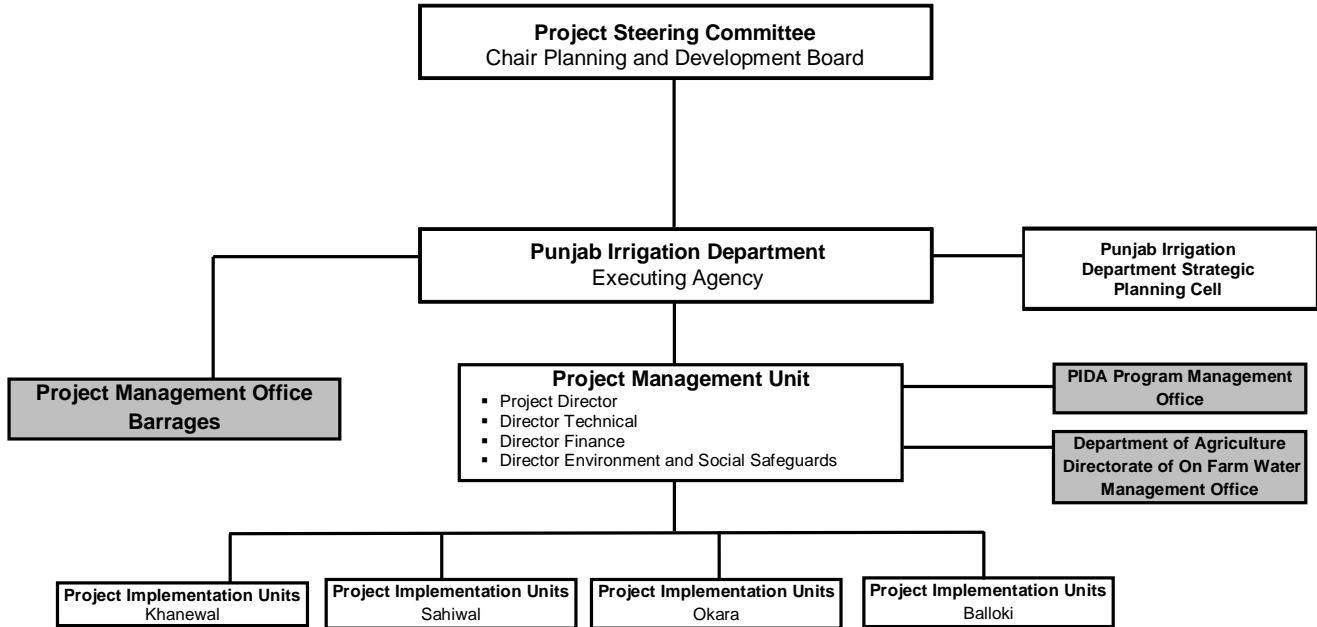 Project Steering Committee
Chair Planning and Development Board
Punjab Irrigation Department
Executing Agency
Punjab Irrigation
Department Strategic
Planning Cell
Project Management Office
Barrages
Project Management Unit
▪ Project Director
▪ Director Technical
▪ Director Finance
▪ Director Environment and Social Safeguards
PIDA Program Management
Office
Department of Agriculture
Directorate of On Farm Water
Management Office
Project Implementation Units
Khanewal
Project Implementation Units
Sahiwal
Project Implementation Units
Okara
Project Implementation Units
Balloki